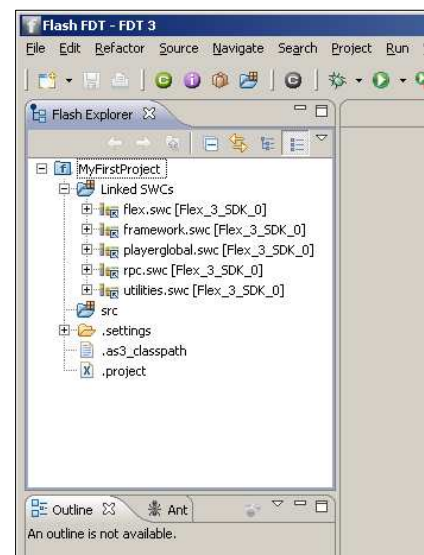 Flash FDT - FDT 3
File Edit Refactor Source Navigate Search Project Run
Flash Explorer
MyFirstProject
Linked SWCs
flex.swc [Flex_3_SDK_0]
framework.swc [Flex_3_SDK_0]
playerglobal.swc [Flex_3_SDK_0]
rpc.swc [Flex_3_SDK_0]
utilities.swc [Flex_3_SDK_0]
src
.settings
.as3_classpath
.project
Outline Ant
An outline is not available.